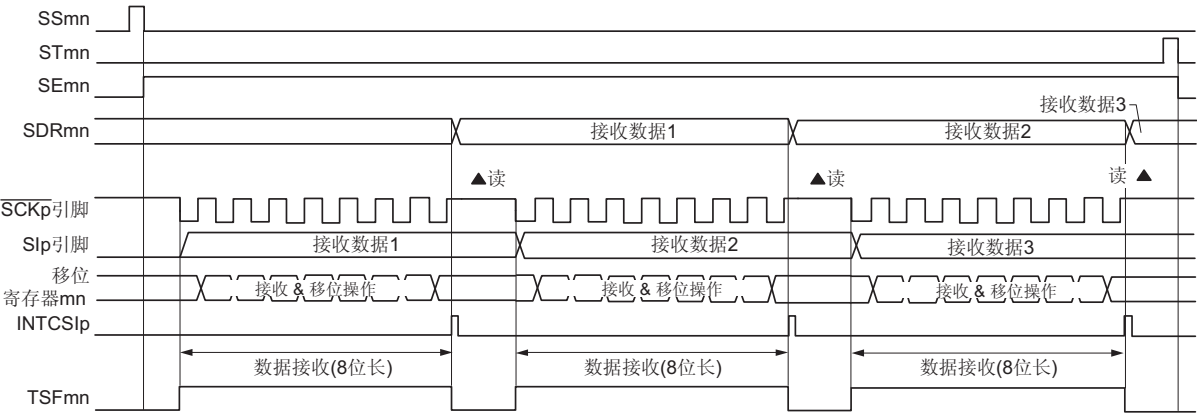 SSmn
STmn
SEmn
接收数据3
SDRmn
接收数据1
接收数据2
▲读
▲读
读 ▲
SCKp引脚
SIp引脚
接收数据1
接收数据2
接收数据3
移位
寄存器mn
接收 & 移位操作
接收 & 移位操作
接收 & 移位操作
INTCSIp
数据接收(8位长)
数据接收(8位长)
数据接收(8位长)
TSFmn